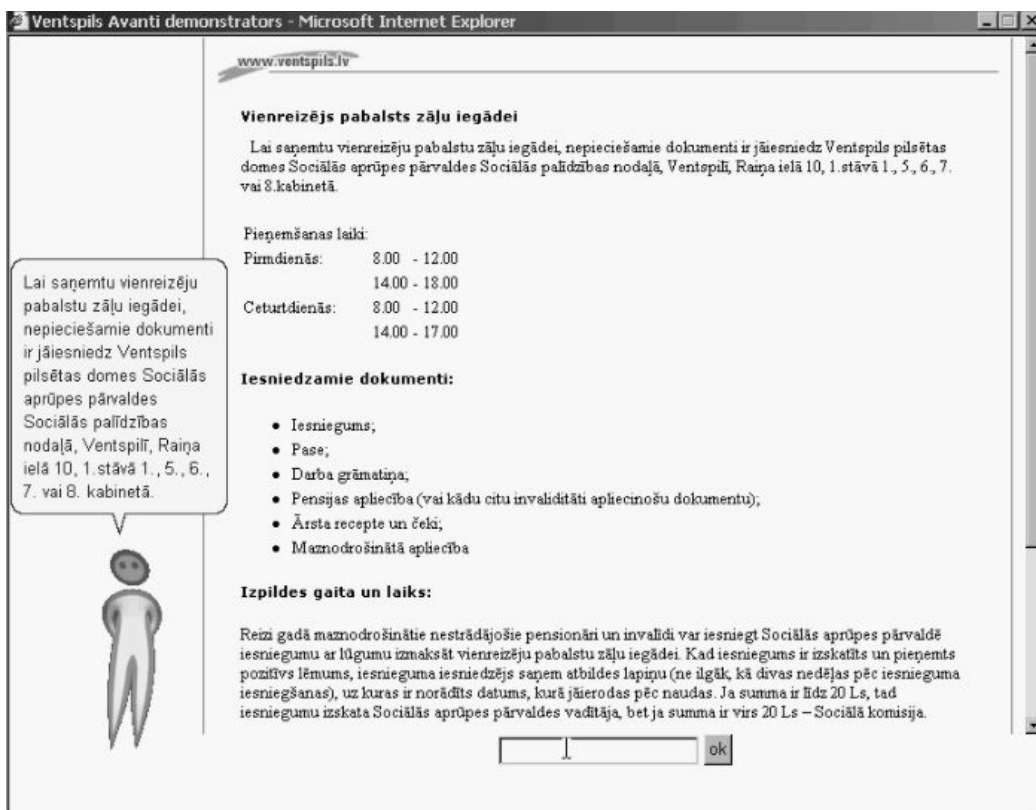 Ventspils Avanti demonstrators - Microsoft Internet Explorer
www.ventspils.lv
Vienreizējs pabalsts zāļu iegādei
Lai saņemtu vienreizēju pabalstu zāļu iegādei, nepieciešamie dokumenti ir jāiesniedz Ventspils pilsētas
domes Sociālās aprūpes pārvaldes Sociālās palīdzības nodaļā, Ventspilī, Raiņa ielā 10, 1.stāvā 1., 5., 6., 7.
vai 8.kabinetā.
Pieņemšanas laiki:
Pirmdienās: 8.00 - 12.00
14.00 - 18.00
Ceturtdienās: 8.00 - 12.00
14.00 - 17.00
Lai saņemtu vienreizēju
pabalstu zāļu iegādei,
nepieciešamie dokumenti
ir jāiesniedz Ventspils
pilsētas domes Sociālās
aprūpes pārvaldes
Sociālās palīdzības
nodaļā, Ventspilī, Raiņa
ielā 10, 1.stāvā 1., 5., 6.,
7. vai 8. kabinetā.
Iesniedzamie dokumenti:
• Iesniegums;
• Pase;
• Darba grāmatiņa;
• Pensijas apliecība (vai kādu citu invaliditāti apliecinošu dokumentu);
• Ārsta recepte un čeki;
• Maznodrošinātā apliecība
Izpildes gaita un laiks:
Reizi gadā maznodrošinātie nestrādājošie pensionāri un invalīdi var iesniegt Sociālās aprūpes pārvaldē
iesniegumu ar lūgumu izmaksāt vienreizēju pabalstu zāļu iegādei. Kad iesniegums ir izskatīts un pieņemts
pozitīvs lēmums, iesnieguma iesniedzējs saņem atbildes lapiņu (ne ilgāk, kā divas nedēļas pēc iesnieguma
iesniegšanas), uz kuras ir norādīts datums, kurā jāierodas pēc naudas. Ja summa ir līdz 20 Ls, tad
iesniegumu izskata Sociālās aprūpes pārvaldes vadītāja, bet ja summa ir virs 20 Ls – Sociālā komisija.
ok